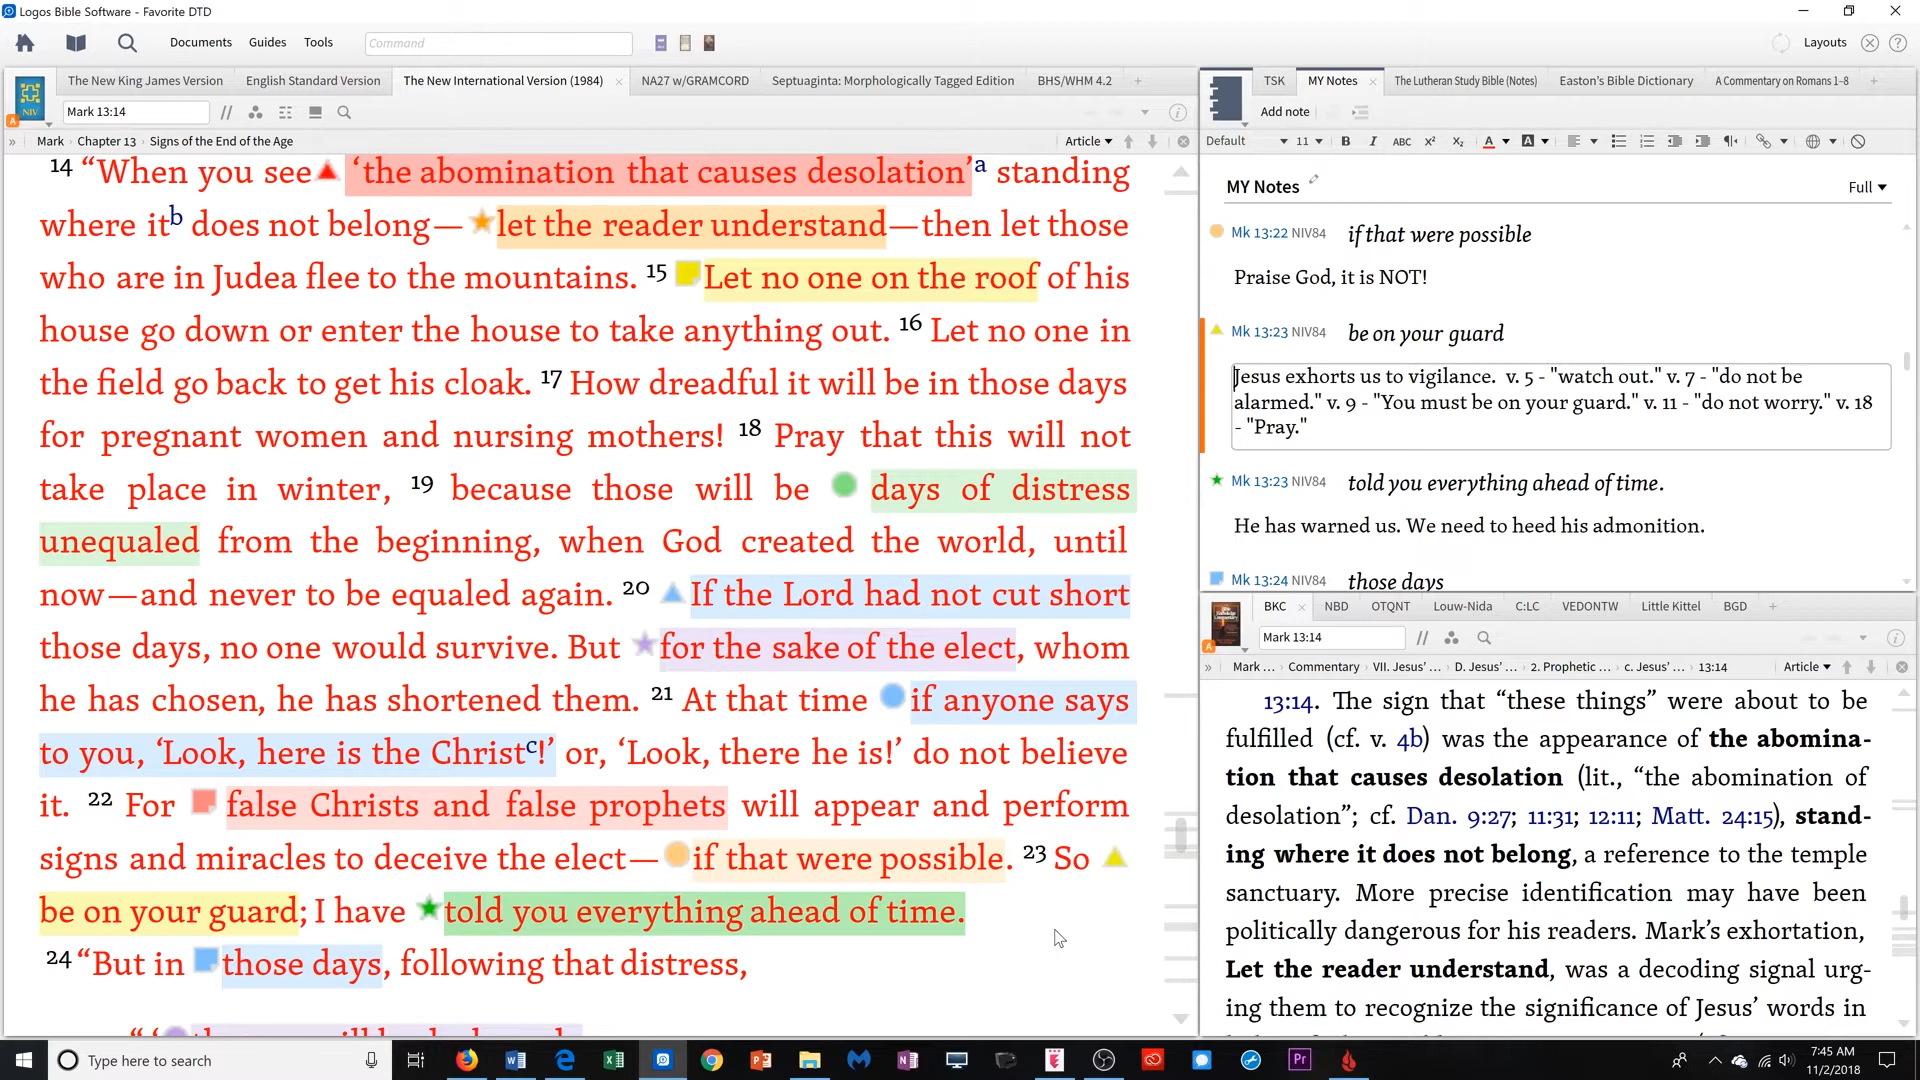 Logos Bible Software - Favorite DTD
Documents Guides Tools Command Layouts
The New King James Version English Standard Version The New International Version (1984) NA27 w/GRAMCORD Septuaginta: Morphologically Tagged Edition BHS/WHM 4.2
NIV
Mark 13:14
Mark › Chapter 13 › Signs of the End of the Age Article
14 “When you see ‘the abomination that causes desolation’a standing
where itb does not belong—let the reader understand—then let those
who are in Judea flee to the mountains. 15 Let no one on the roof of his
house go down or enter the house to take anything out. 16 Let no one in
the field go back to get his cloak. 17 How dreadful it will be in those days
for pregnant women and nursing mothers! 18 Pray that this will not
take place in winter, 19 because those will be days of distress
unequaled from the beginning, when God created the world, until
now—and never to be equaled again. 20 If the Lord had not cut short
those days, no one would survive. But for the sake of the elect, whom
he has chosen, he has shortened them. 21 At that time if anyone says
to you, ‘Look, here is the Christc!’ or, ‘Look, there he is!’ do not believe
it. 22 For false Christs and false prophets will appear and perform
signs and miracles to deceive the elect—if that were possible. 23 So
be on your guard; I have told you everything ahead of time.
24 “But in those days, following that distress,
TSK MY Notes The Lutheran Study Bible (Notes) Easton’s Bible Dictionary A Commentary on Romans 1–8
Add note
Default 11 B I ABC X² X₂ A A
MY Notes Full
Mk 13:22 NIV84 if that were possible
Praise God, it is NOT!
Mk 13:23 NIV84 be on your guard
Jesus exhorts us to vigilance. v. 5 - "watch out." v. 7 - "do not be
alarmed." v. 9 - "You must be on your guard." v. 11 - "do not worry." v. 18
- "Pray."
Mk 13:23 NIV84 told you everything ahead of time.
He has warned us. We need to heed his admonition.
Mk 13:24 NIV84 those days
BKC NBD OTQNT Louw-Nida C:LC VEDONTW Little Kittel BGD
Mark 13:14
Mark ... › Commentary › VII. Jesus’ ... › D. Jesus’ ... › 2. Prophetic ... › c. Jesus’ ... › 13:14 Article
13:14. The sign that “these things” were about to be
fulfilled (cf. v. 4b) was the appearance of the abomina-
tion that causes desolation (lit., “the abomination of
desolation”; cf. Dan. 9:27; 11:31; 12:11; Matt. 24:15), stand-
ing where it does not belong, a reference to the temple
sanctuary. More precise identification may have been
politically dangerous for his readers. Mark’s exhortation,
Let the reader understand, was a decoding signal urg-
ing them to recognize the significance of Jesus’ words in
Type here to search
7:45 AM
11/2/2018